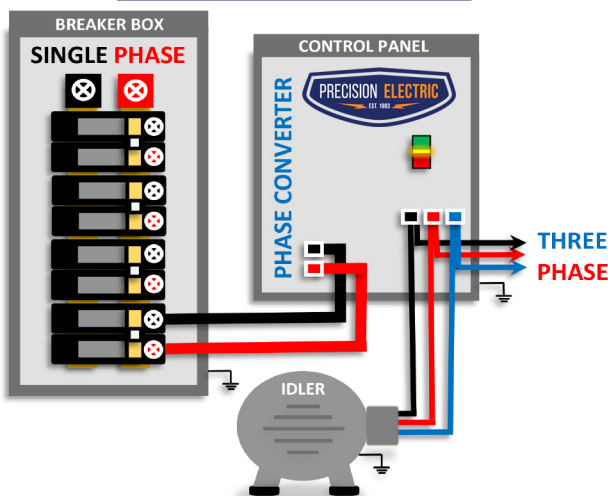 BREAKER BOX
SINGLE PHASE
CONTROL PANEL
PRECISION ELECTRIC
EST. 1983
PHASE CONVERTER
THREE
PHASE
IDLER